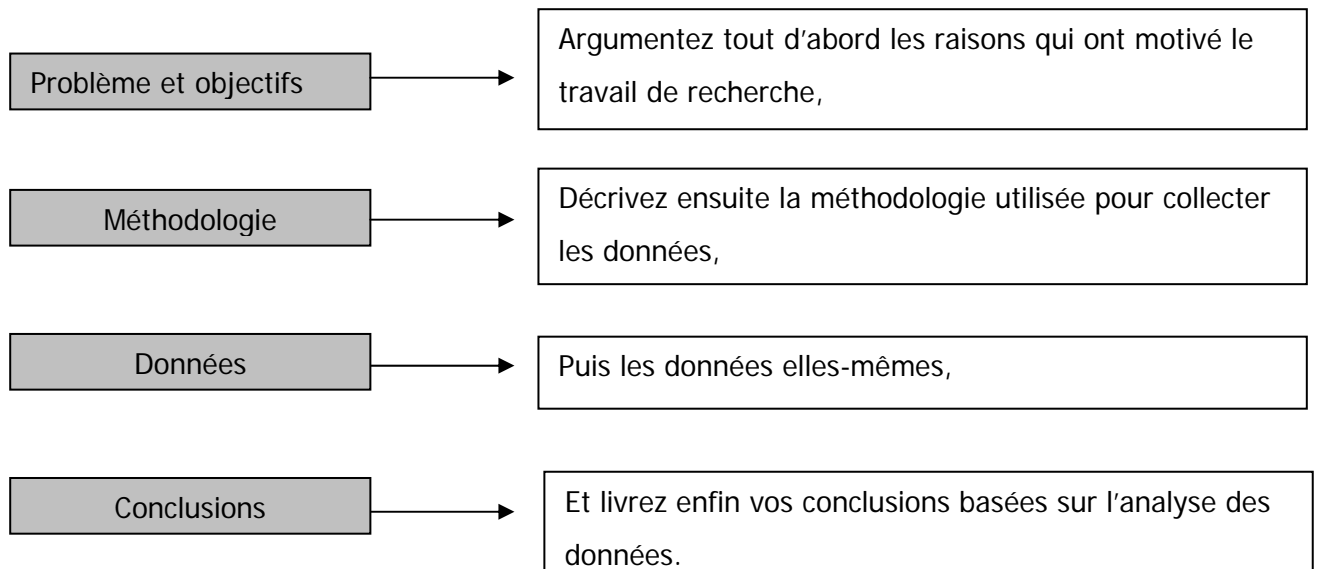 Problème et objectifs
Argumentez tout d’abord les raisons qui ont motivé le
travail de recherche,
Méthodologie
Décrivez ensuite la méthodologie utilisée pour collecter
les données,
Données
Puis les données elles-mêmes,
Conclusions
Et livrez enfin vos conclusions basées sur l’analyse des
données.